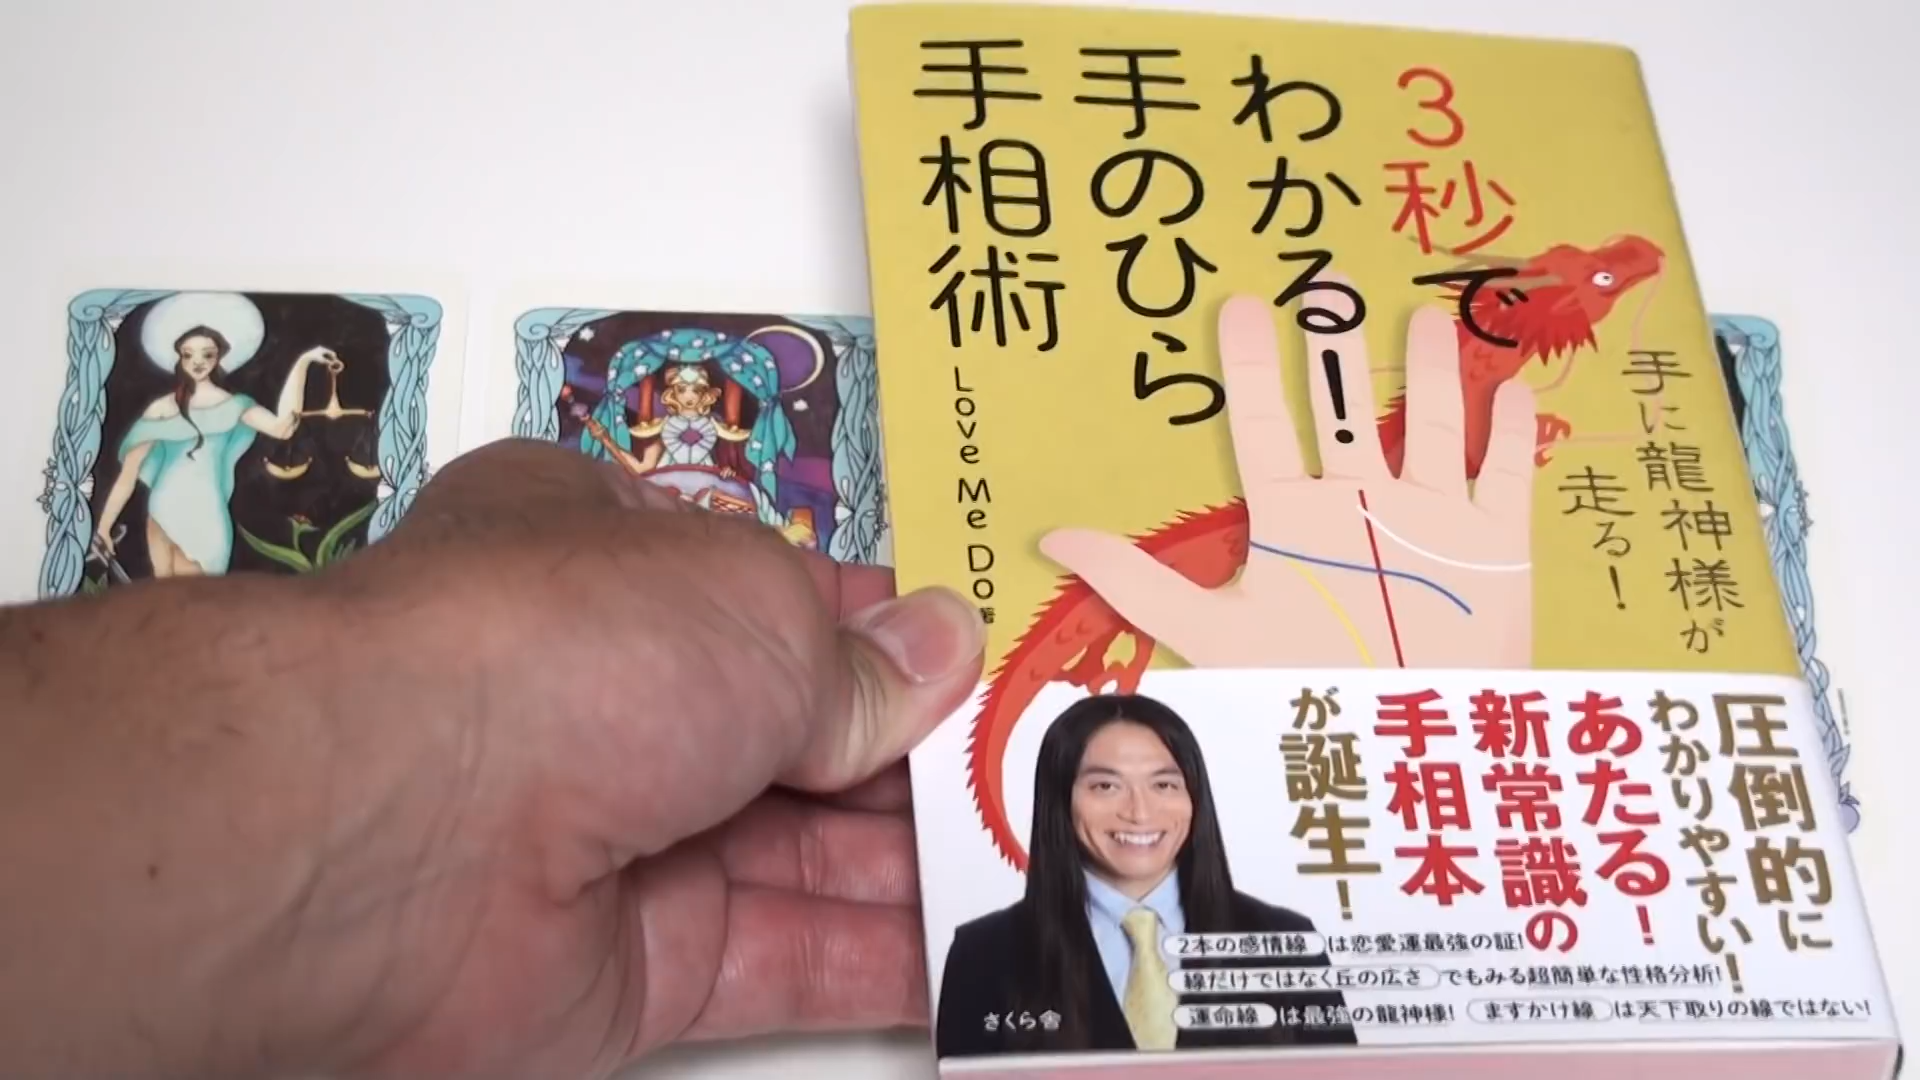 3秒で
わかる!
手のひら
手相術
Love Me Do 著
手に龍神様が
走る!
圧倒的に
わかりやすい!
あたる!
新常識の
手相本
が誕生!
2本の感情線は恋愛運最強の証!
線だけではなく丘の広さでもみる超簡単な性格分析!
運命線は最強の龍神様! ますかけ線は天下取りの線ではない!
さくら舎